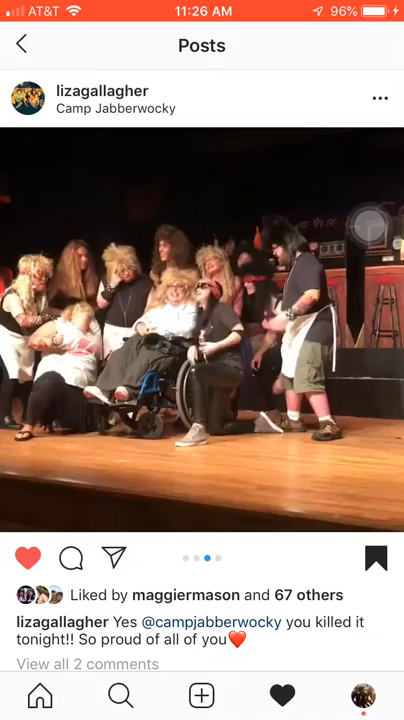 AT&T 11:26 AM 96%
Posts
lizagallagher
Camp Jabberwocky
Liked by maggiermason and 67 others
lizagallagher Yes @campjabberwocky you killed it
tonight!! So proud of all of you❤️
View all 2 comments